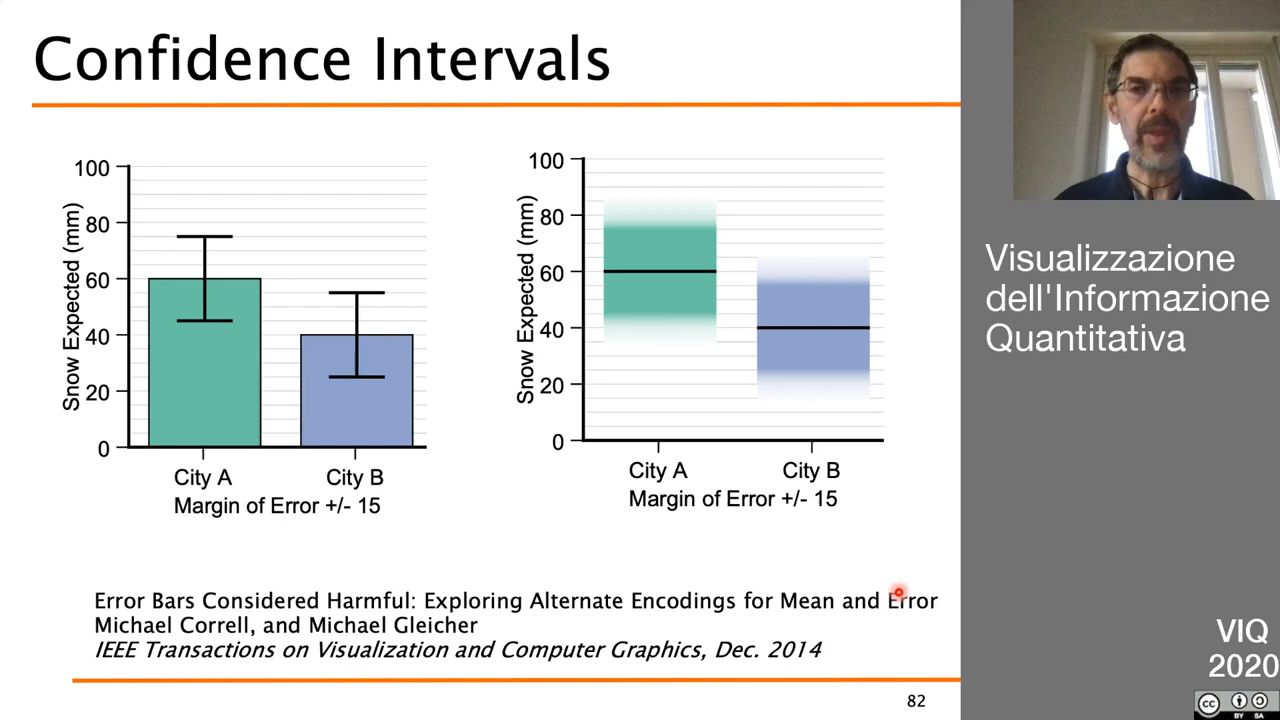 Confidence Intervals
100
80
60
40
20
0
Snow Expected (mm)
City A
City B
Margin of Error +/- 15
100
80
60
40
20
0
Snow Expected (mm)
City A
City B
Margin of Error +/- 15
Error Bars Considered Harmful: Exploring Alternate Encodings for Mean and Error
Michael Correll, and Michael Gleicher
IEEE Transactions on Visualization and Computer Graphics, Dec. 2014
82
Visualizzazione
dell'Informazione
Quantitativa
VIQ
2020
cc
BY SA